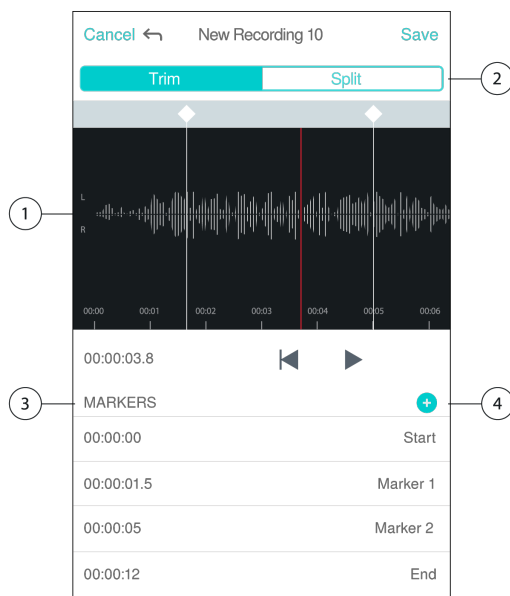 Cancel New Recording 10 Save
Trim Split
2
L
1
R
00:00 00:01 00:02 00:03 00:04 00:05 00:06
00:00:03.8
3 MARKERS 4
00:00:00 Start
00:00:01.5 Marker 1
00:00:05 Marker 2
00:00:12 End